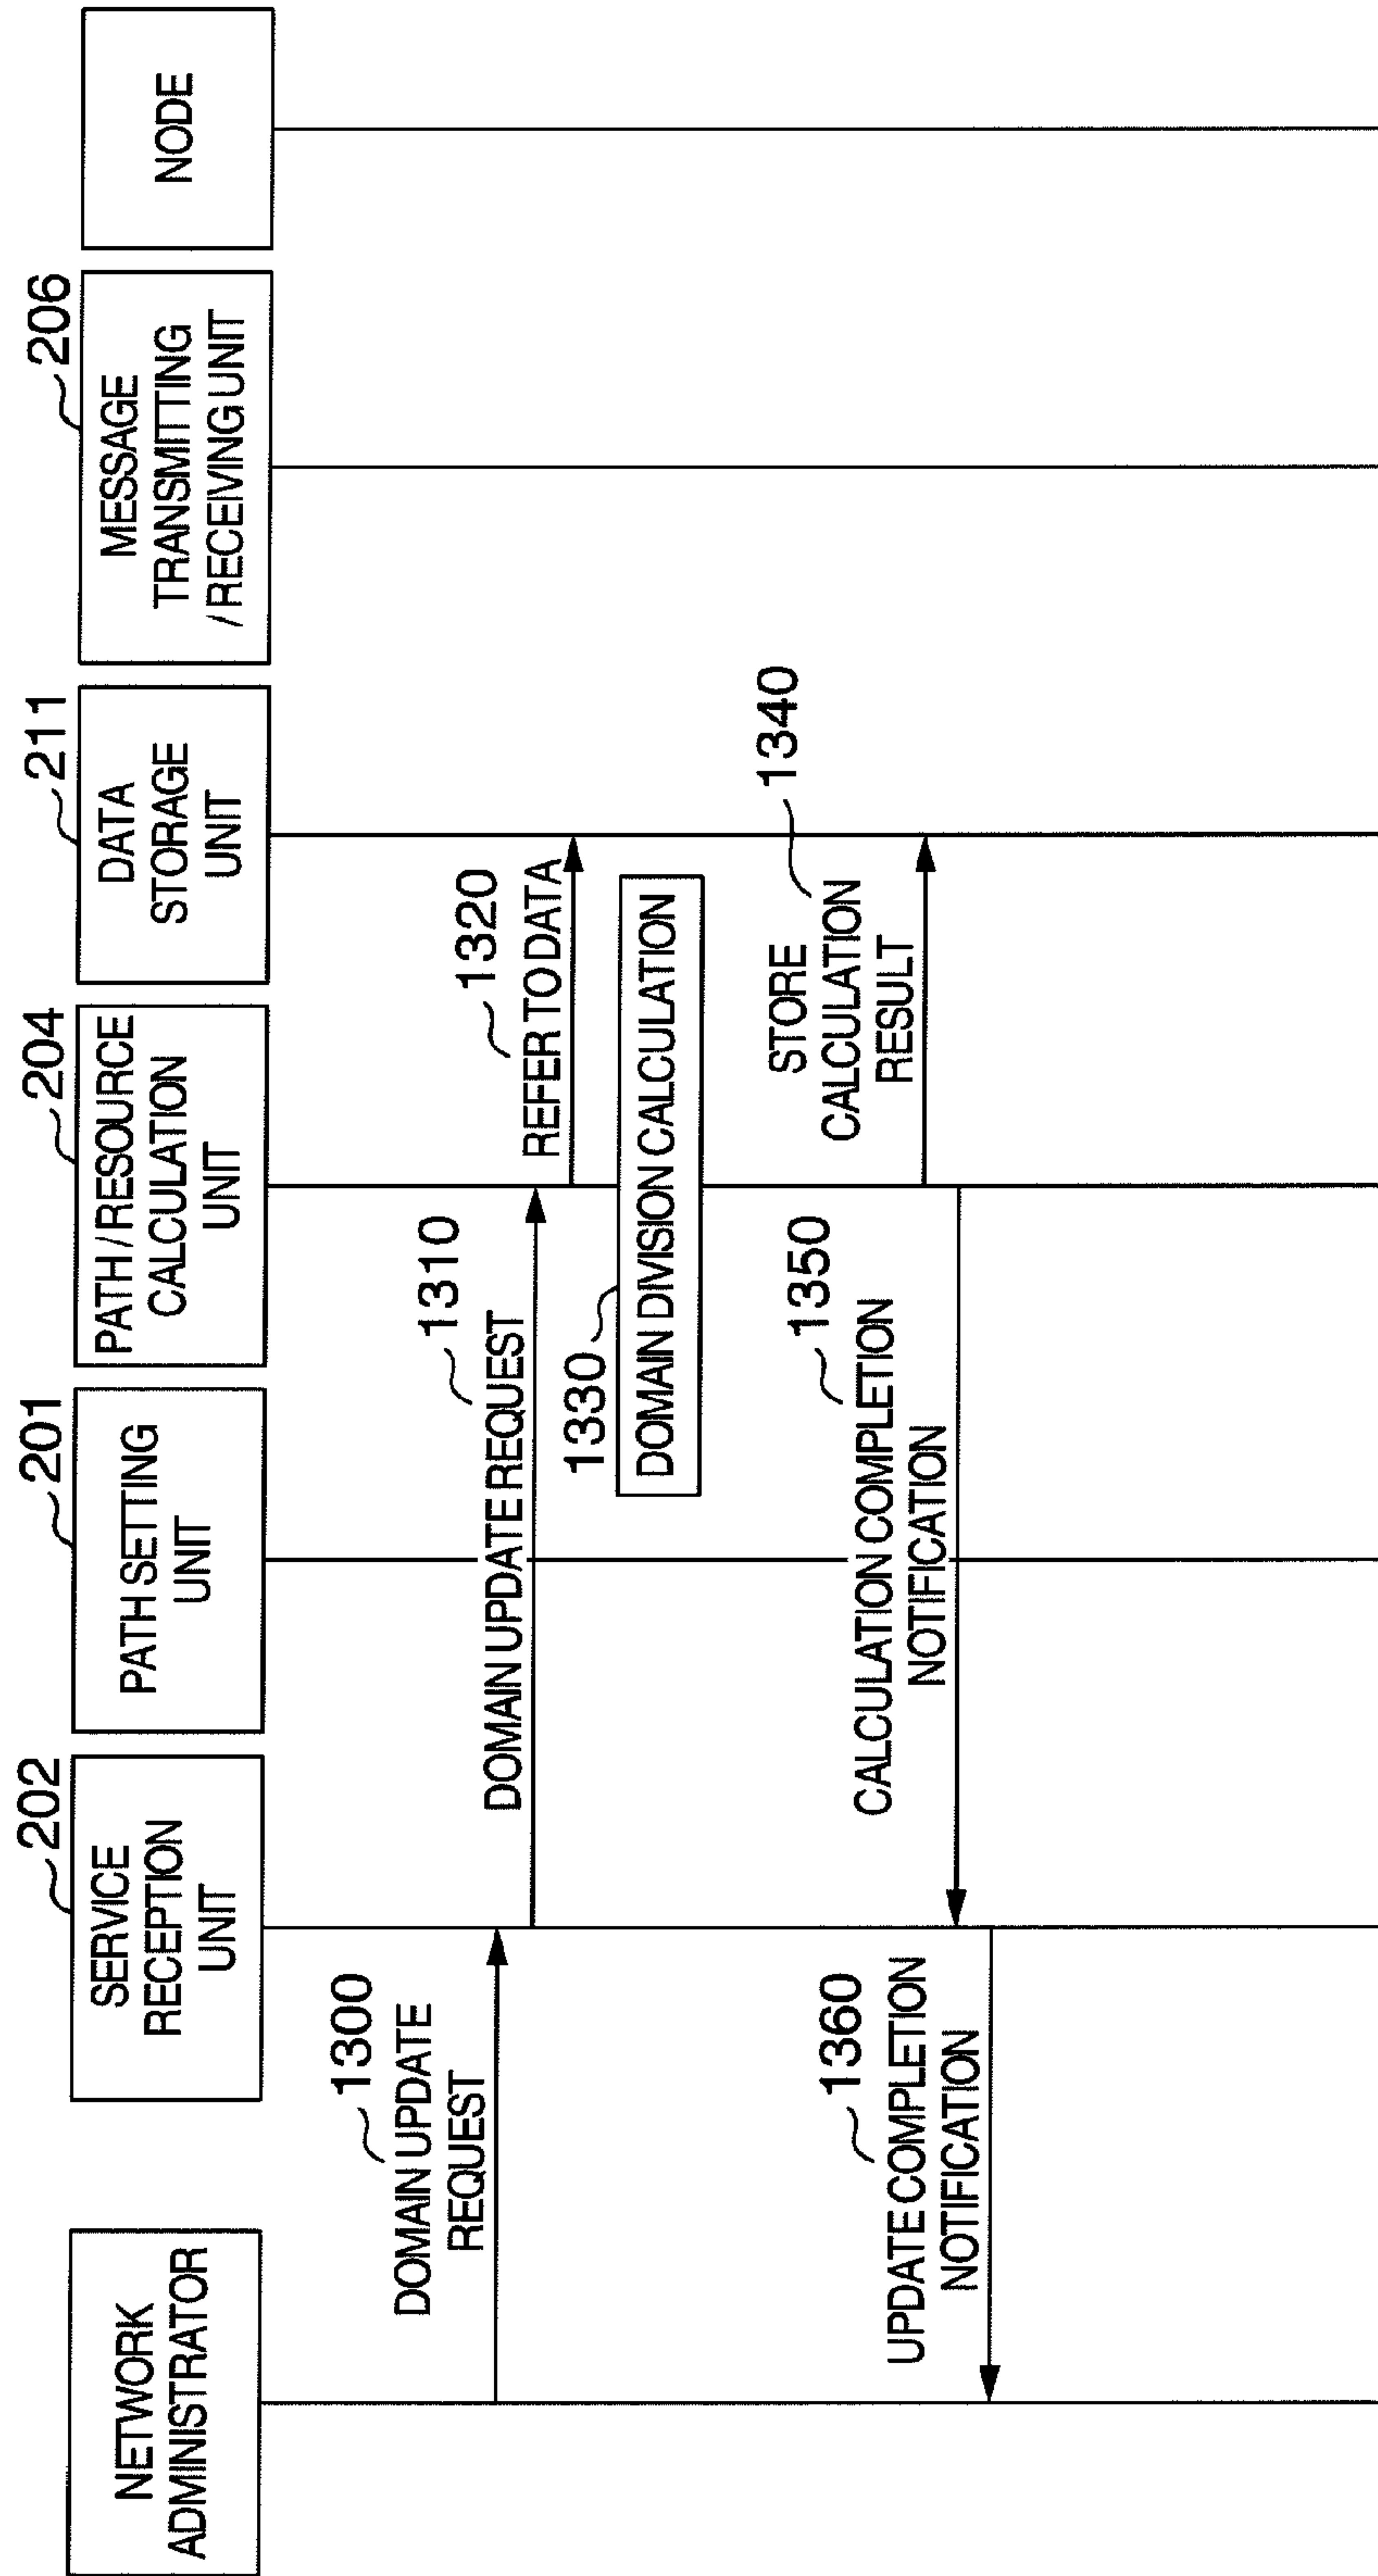 NETWORK
ADMINISTRATOR
202
SERVICE
RECEPTION
UNIT
201
PATH SETTING
UNIT
204
PATH / RESOURCE
CALCULATION
UNIT
211
DATA
STORAGE
UNIT
206
MESSAGE
TRANSMITTING
/ RECEIVING UNIT
NODE
1300
DOMAIN UPDATE
REQUEST
1310
DOMAIN UPDATE REQUEST
1320
REFER TO DATA
1330
DOMAIN DIVISION CALCULATION
1340
STORE
CALCULATION
RESULT
1350
CALCULATION COMPLETION
NOTIFICATION
1360
UPDATE COMPLETION
NOTIFICATION